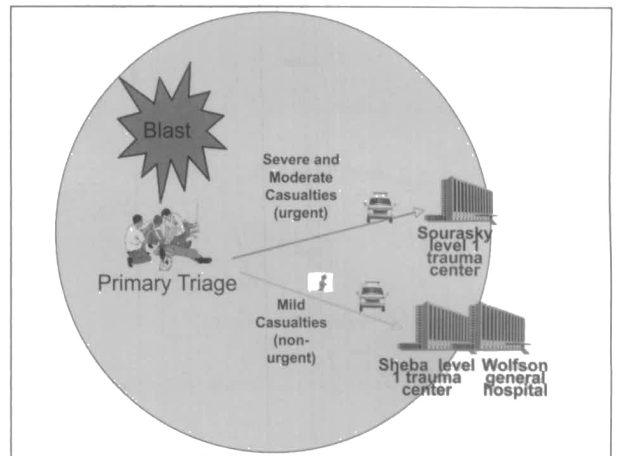 Blast
Severe and
Moderate
Casualties
(urgent)
Sourasky
level 1
trauma
center
Primary Triage
Mild
Casualties
(non-
urgent)
Sheba level
1 trauma
center
Wolfson
general
hospital